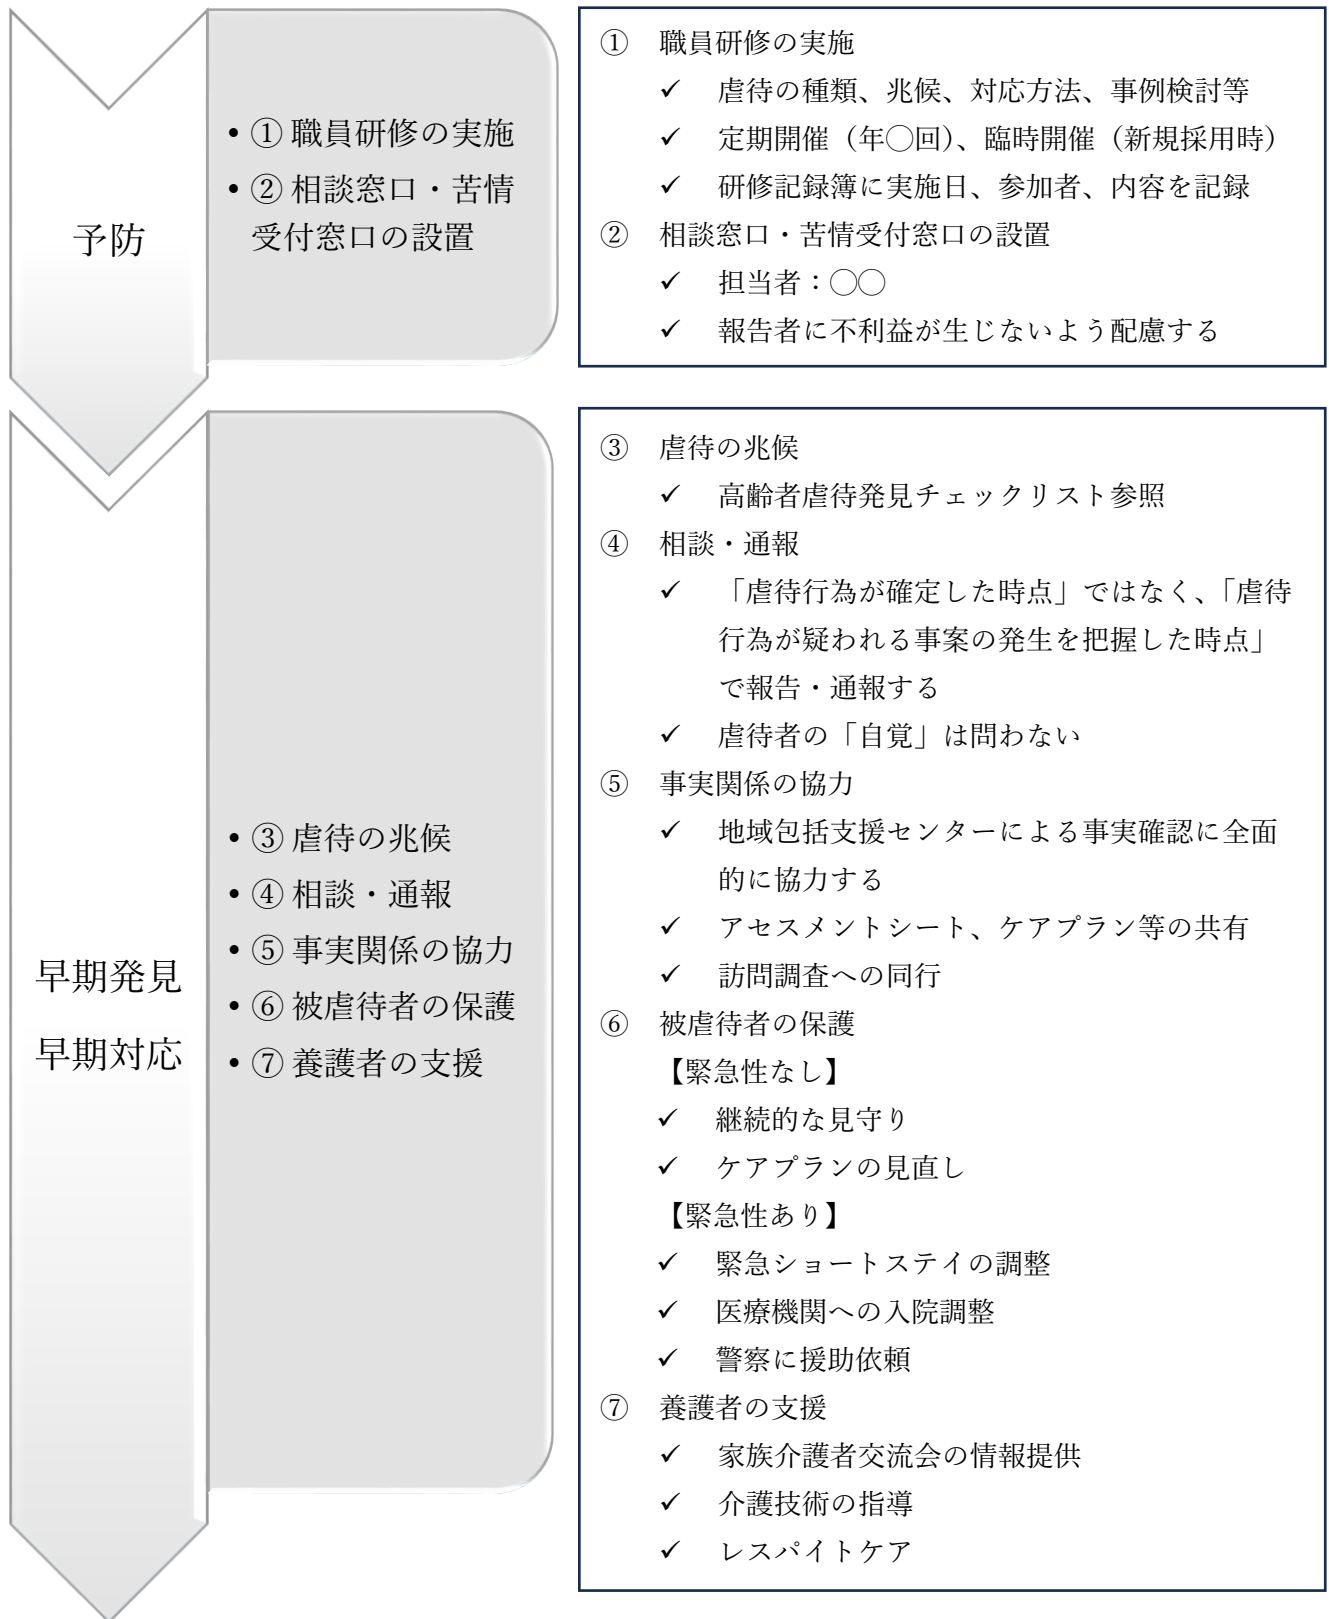 予防
• ① 職員研修の実施
• ② 相談窓口・苦情
受付窓口の設置
① 職員研修の実施
✓ 虐待の種類、兆候、対応方法、事例検討等
✓ 定期開催（年◯回）、臨時開催（新規採用時）
✓ 研修記録簿に実施日、参加者、内容を記録
② 相談窓口・苦情受付窓口の設置
✓ 担当者：◯◯
✓ 報告者に不利益が生じないよう配慮する
早期発見
早期対応
• ③ 虐待の兆候
• ④ 相談・通報
• ⑤ 事実関係の協力
• ⑥ 被虐待者の保護
• ⑦ 養護者の支援
③ 虐待の兆候
✓ 高齢者虐待発見チェックリスト参照
④ 相談・通報
✓ 「虐待行為が確定した時点」ではなく、「虐待
行為が疑われる事案の発生を把握した時点」
で報告・通報する
✓ 虐待者の「自覚」は問わない
⑤ 事実関係の協力
✓ 地域包括支援センターによる事実確認に全面
的に協力する
✓ アセスメントシート、ケアプラン等の共有
✓ 訪問調査への同行
⑥ 被虐待者の保護
【緊急性なし】
✓ 継続的な見守り
✓ ケアプランの見直し
【緊急性あり】
✓ 緊急ショートステイの調整
✓ 医療機関への入院調整
✓ 警察に援助依頼
⑦ 養護者の支援
✓ 家族介護者交流会の情報提供
✓ 介護技術の指導
✓ レスパイトケア